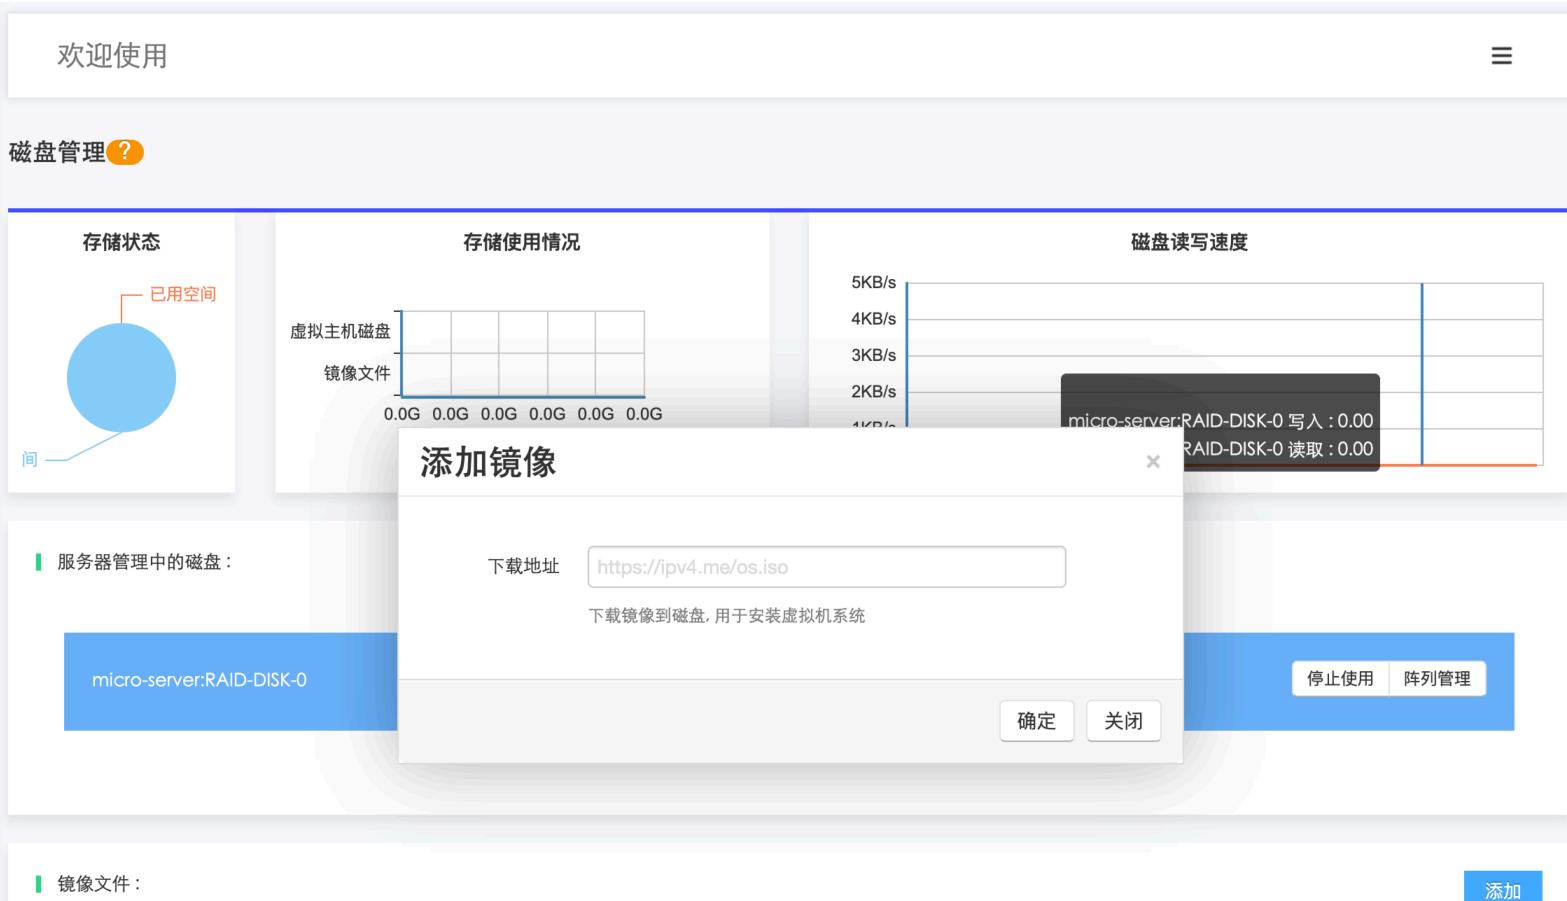 欢迎使用
磁盘管理 ?
存储状态
已用空间
间
存储使用情况
虚拟主机磁盘
镜像文件
0.0G 0.0G 0.0G 0.0G 0.0G 0.0G
磁盘读写速度
5KB/s
4KB/s
3KB/s
2KB/s
1KB/s
micro-server:RAID-DISK-0 写入 : 0.00
RAID-DISK-0 读取 : 0.00
添加镜像
×
下载地址
https://ipv4.me/os.iso
下载镜像到磁盘, 用于安装虚拟机系统
确定
关闭
服务器管理中的磁盘 :
micro-server:RAID-DISK-0
停止使用
阵列管理
镜像文件 :
添加